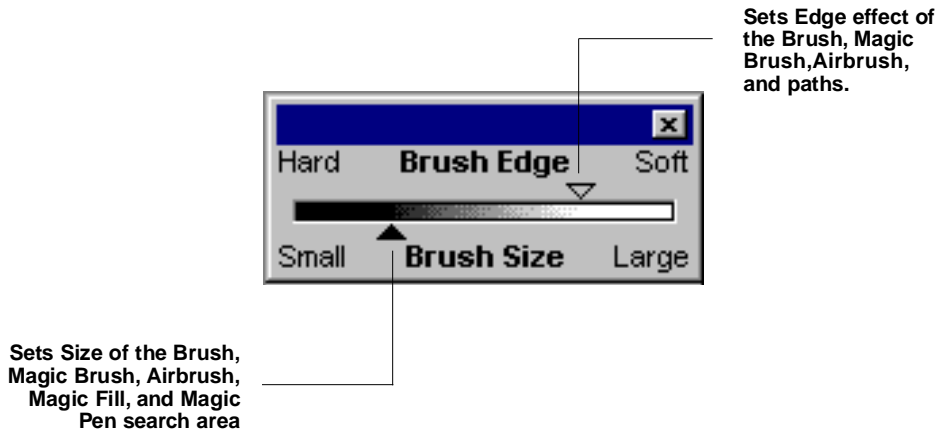 Sets Edge effect of
the Brush, Magic
Brush,Airbrush,
and paths.
Hard Brush Edge Soft
Small Brush Size Large
Sets Size of the Brush,
Magic Brush, Airbrush,
Magic Fill, and Magic
Pen search area